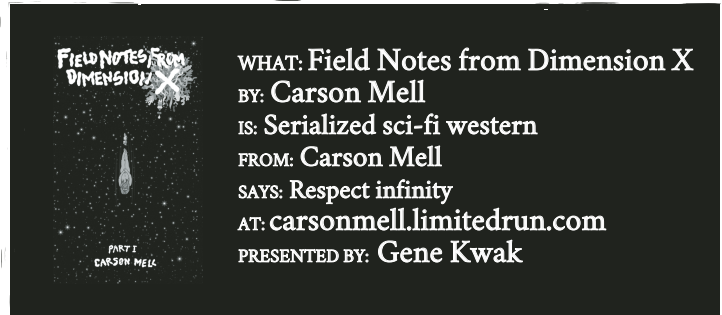 FIELD NOTES FROM
DIMENSION X
PART I
CARSON MELL
WHAT: Field Notes from Dimension X
BY: Carson Mell
IS: Serialized sci-fi western
FROM: Carson Mell
SAYS: Respect infinity
AT: carsonmell.limitedrun.com
PRESENTED BY: Gene Kwak